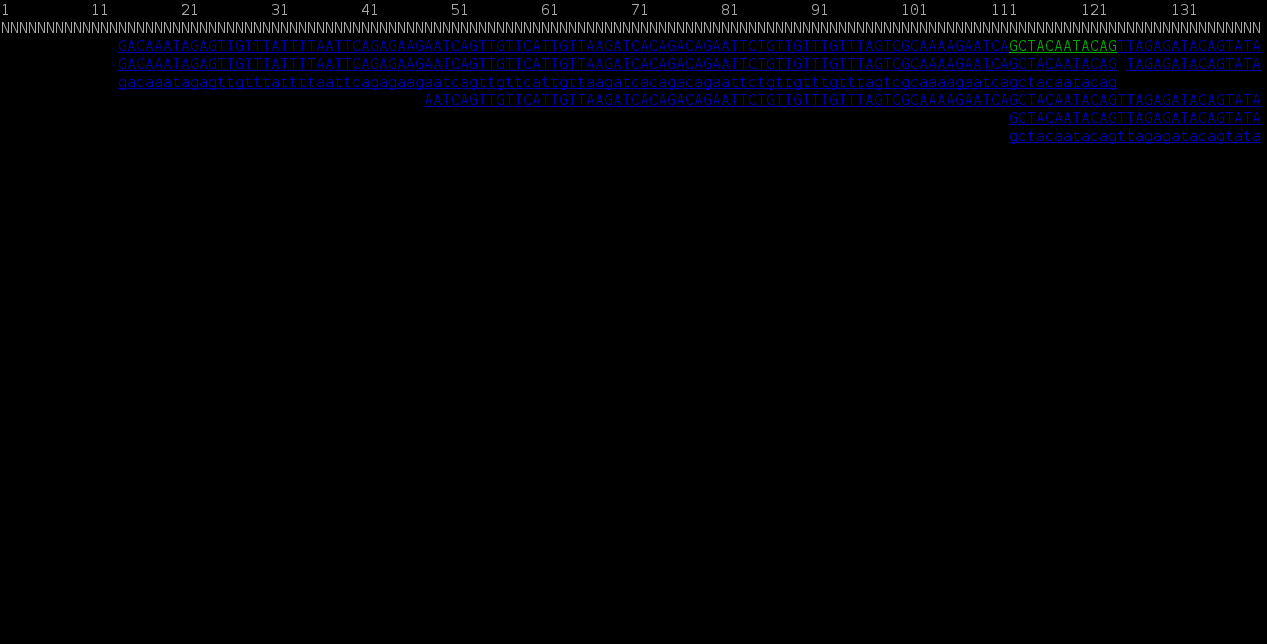 1         11        21        31        41        51        61        71        81        91        101       111       121       131
NNNNNNNNNNNNNNNNNNNNNNNNNNNNNNNNNNNNNNNNNNNNNNNNNNNNNNNNNNNNNNNNNNNNNNNNNNNNNNNNNNNNNNNNNNNNNNNNNNNNNNNNNNNNNNNNNNNNNNNNNNNNNNNNNNNNNNNNNNNN
GACAAATAGAGTTGTTTATTTTAATTCAGAGAAGAATCAGTTGTTCATTGTTAAGATCACAGACAGAATTCTGTTGTTTGTTTAGTCGCAAAAGAATCAGCTACAATACAGTTAGAGATACAGTATA
GACAAATAGAGTTGTTTATTTTAATTCAGAGAAGAATCAGTTGTTCATTGTTAAGATCACAGACAGAATTCTGTTGTTTGTTTAGTCGCAAAAGAATCAGCTACAATACAG TAGAGATACAGTATA
gacaaatagagttgtttattttaattcagagaagaatcagttgttcattgttaagatcacagacagaattctgttgtttgtttagtcgcaaaagaatcagctacaatacag
AATCAGTTGTTCATTGTTAAGATCACAGACAGAATTCTGTTGTTTGTTTAGTCGCAAAAGAATCAGCTACAATACAGTTAGAGATACAGTATA
GCTACAATACAGTTAGAGATACAGTATA
gctacaatacagttagagatacagtata